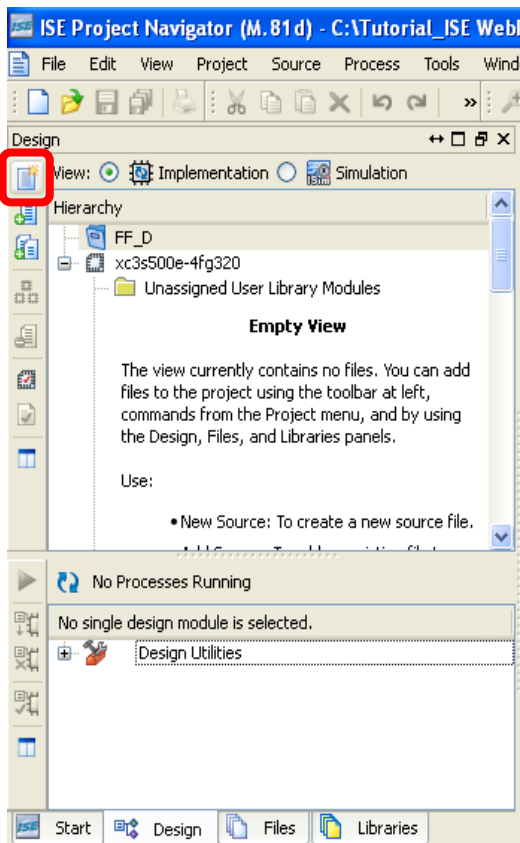 ISE Project Navigator (M.81d) - C:\Tutorial_ISE Web
File Edit View Project Source Process Tools Wind
»
Design
View: Implementation Simulation
Hierarchy
FF_D
xc3s500e-4fg320
Unassigned User Library Modules
Empty View
The view currently contains no files. You can add
files to the project using the toolbar at left,
commands from the Project menu, and by using
the Design, Files, and Libraries panels.
Use:
•New Source: To create a new source file.
No Processes Running
No single design module is selected.
Design Utilities
ISE Start Design Files Libraries